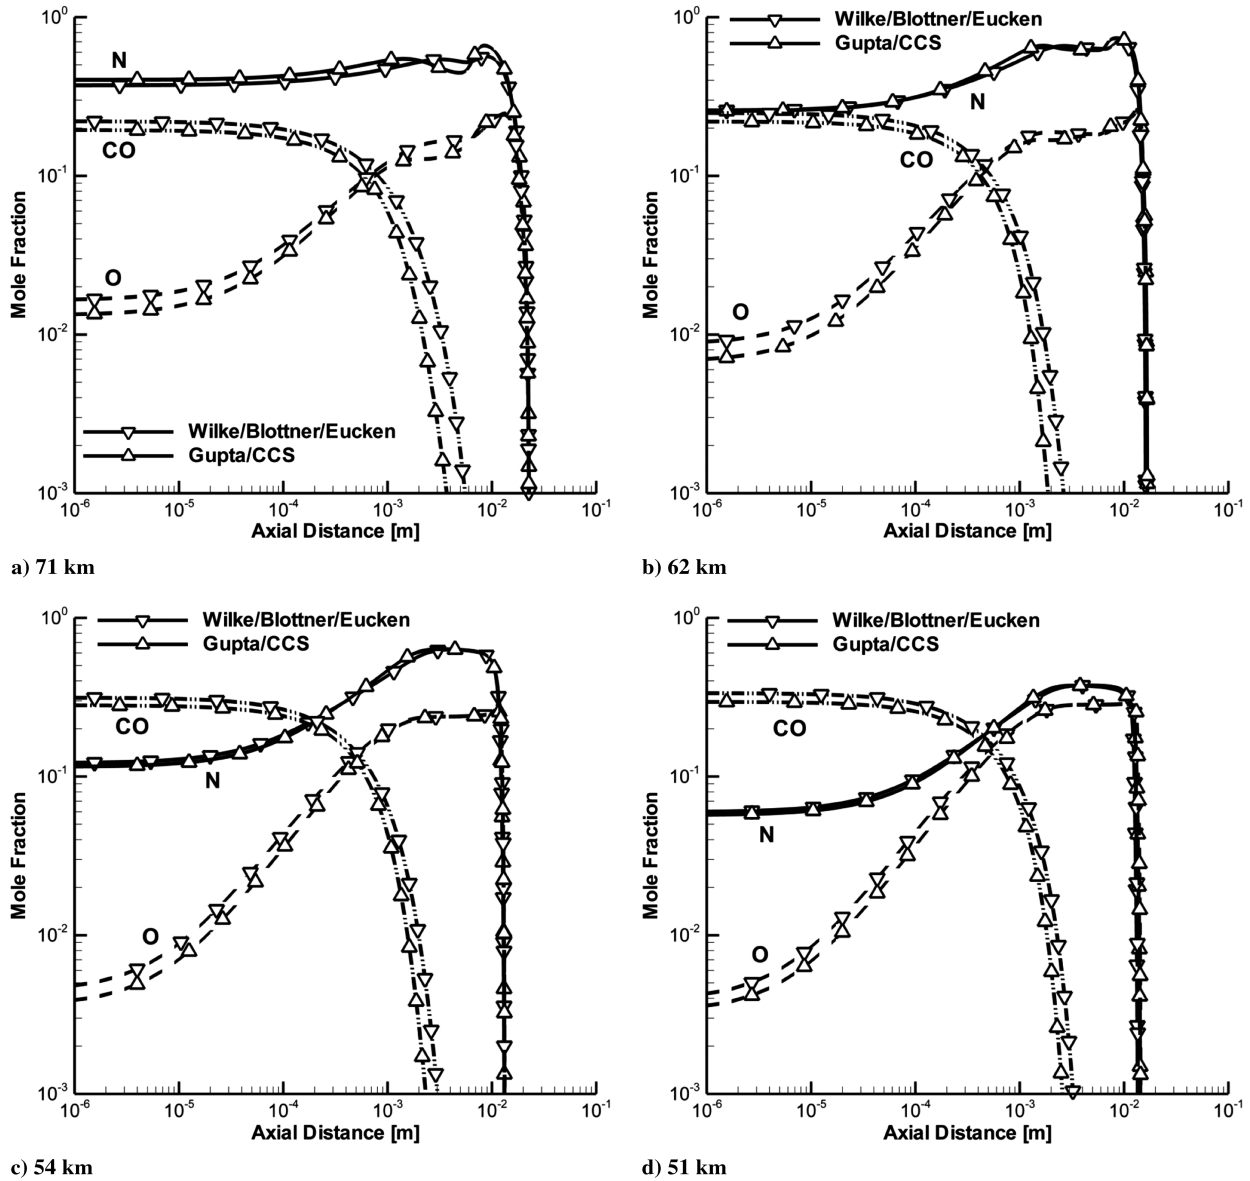 10⁰
10⁻¹
10⁻²
10⁻³
Mole Fraction
N
CO
O
Wilke/Blottner/Eucken
Gupta/CCS
10⁻⁶ 10⁻⁵ 10⁻⁴ 10⁻³ 10⁻² 10⁻¹
Axial Distance [m]
a) 71 km
Wilke/Blottner/Eucken
Gupta/CCS
10⁰
10⁻¹
10⁻²
10⁻³
Mole Fraction
N
CO
O
10⁻⁶ 10⁻⁵ 10⁻⁴ 10⁻³ 10⁻² 10⁻¹
Axial Distance [m]
b) 62 km
Wilke/Blottner/Eucken
Gupta/CCS
10⁰
10⁻¹
10⁻²
10⁻³
Mole Fraction
CO
N
O
10⁻⁶ 10⁻⁵ 10⁻⁴ 10⁻³ 10⁻² 10⁻¹
Axial Distance [m]
c) 54 km
Wilke/Blottner/Eucken
Gupta/CCS
10⁰
10⁻¹
10⁻²
10⁻³
Mole Fraction
CO
N
O
10⁻⁶ 10⁻⁵ 10⁻⁴ 10⁻³ 10⁻² 10⁻¹
Axial Distance [m]
d) 51 km